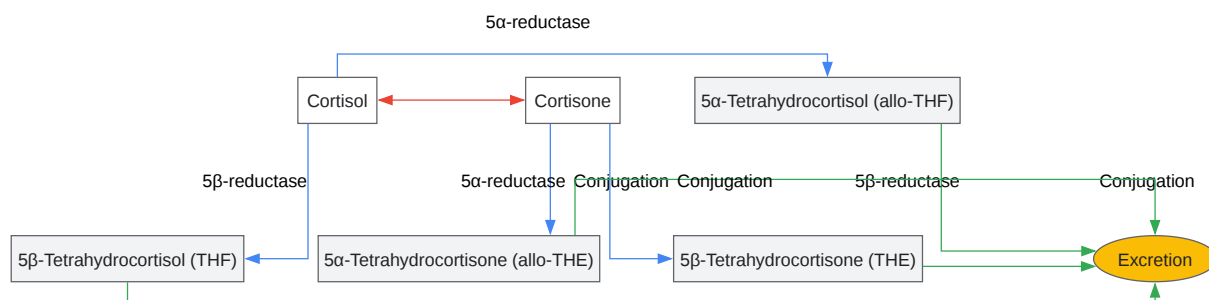 5α-reductase
Cortisol
Cortisone
5α-Tetrahydrocortisol (allo-THF)
5β-reductase
5α-reductase
Conjugation
Conjugation
5β-reductase
Conjugation
5β-Tetrahydrocortisol (THF)
5α-Tetrahydrocortisone (allo-THE)
5β-Tetrahydrocortisone (THE)
Excretion